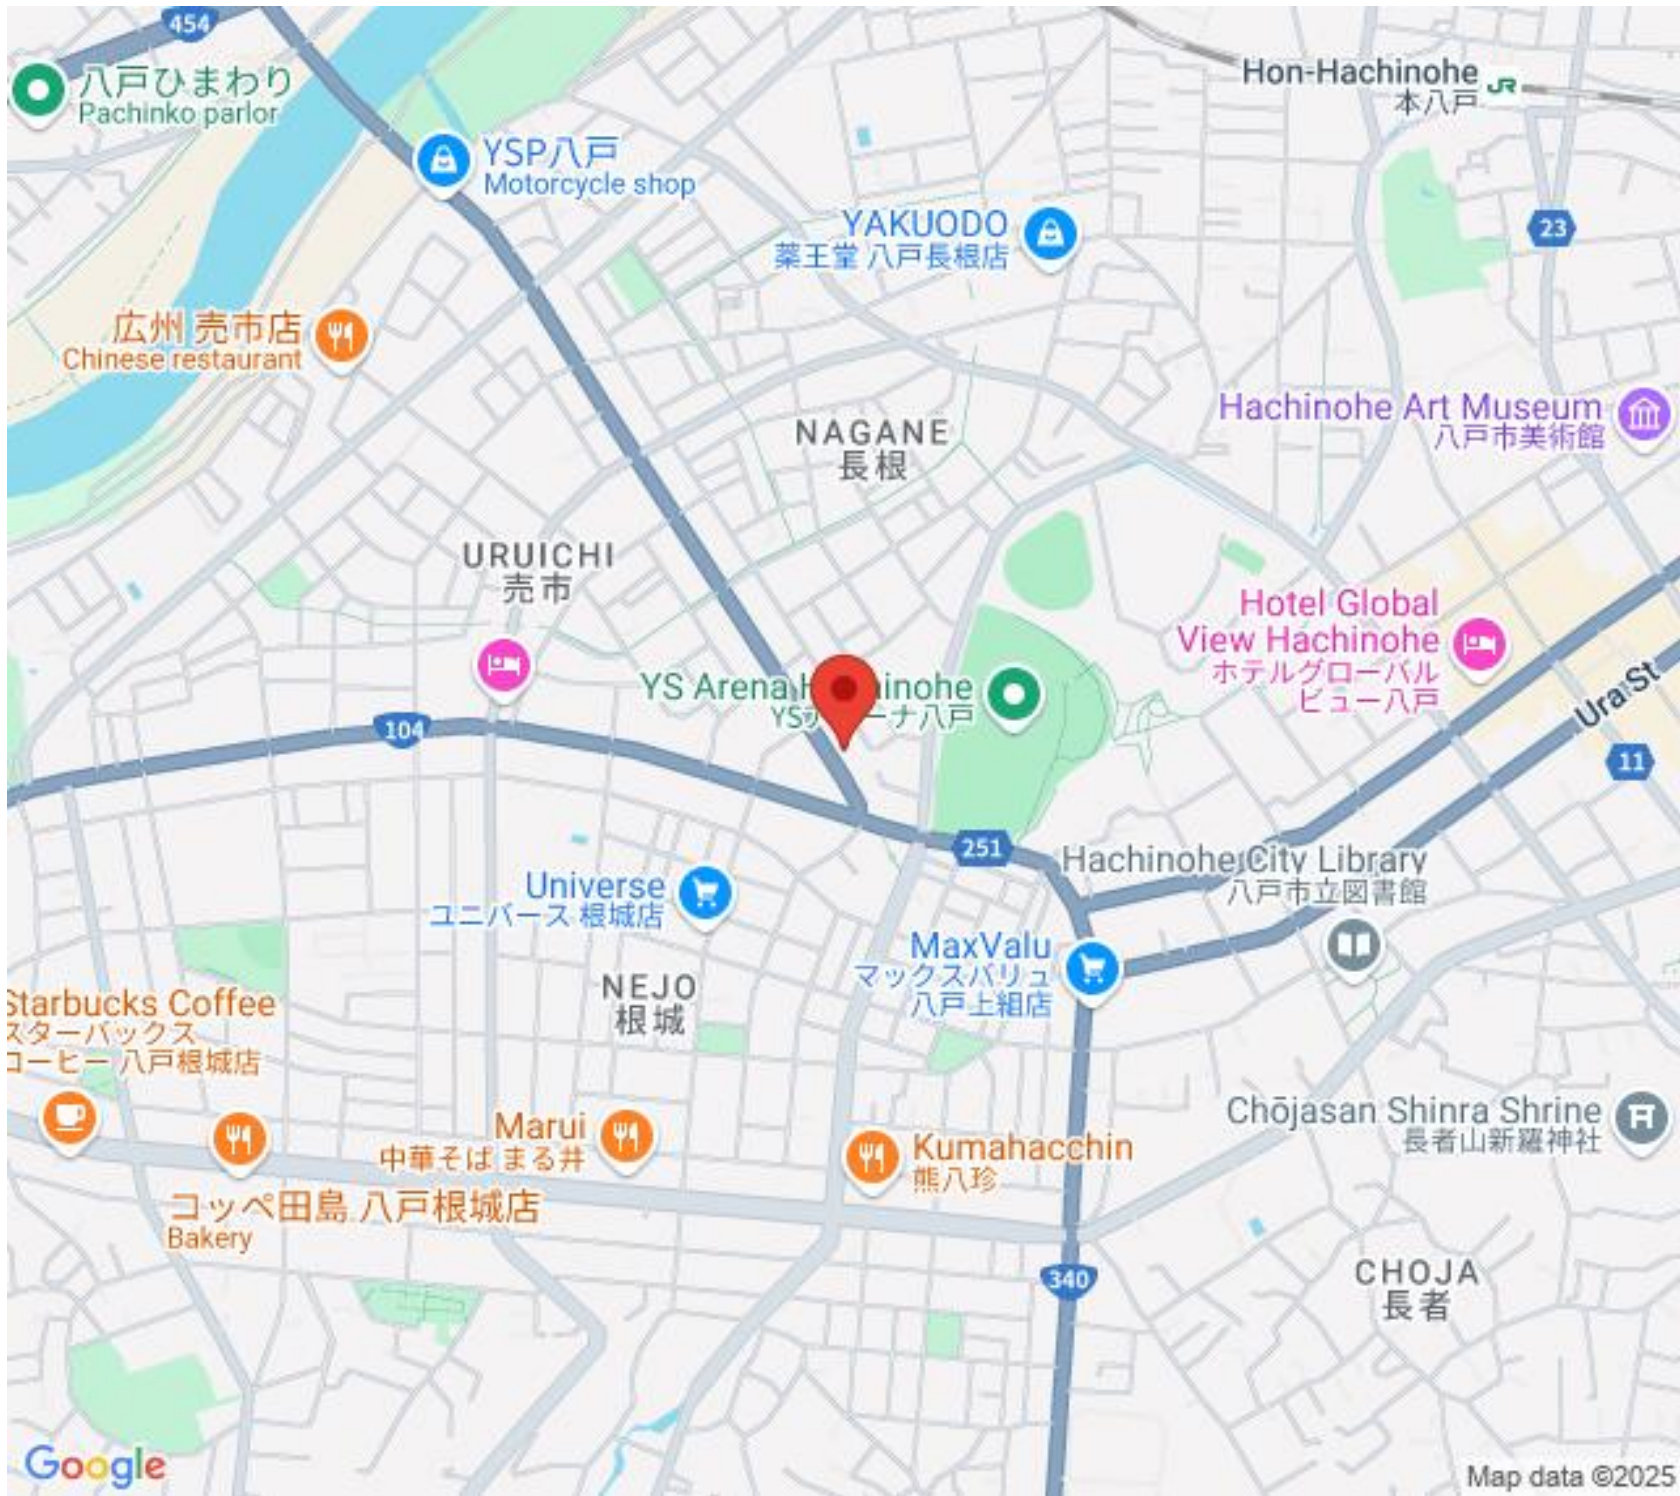 454
八戸ひまわり
Pachinko parlor
Hon-Hachinohe
JR
本八戸
YSP八戸
Motorcycle shop
YAKUODO
薬王堂 八戸長根店
23
広州 売市店
Chinese restaurant
Hachinohe Art Museum
八戸市美術館
NAGANE
長根
URUICHI
売市
Hotel Global
View Hachinohe
ホテルグローバル
ビュー八戸
YS Arena H inohe
YSア ーナ八戸
Ura St
104
11
251
Hachinohe City Library
八戸市立図書館
Universe
ユニバース 根城店
MaxValu
マックスバリュ
八戸上組店
NEJO
根城
Starbucks Coffee
スターバックス
コーヒー 八戸根城店
Marui
中華そば まる井
Kumahacchin
熊八珍
Chōjasan Shinra Shrine
長者山新羅神社
コッペ田島 八戸根城店
Bakery
340
CHOJA
長者
Google
Map data ©2025